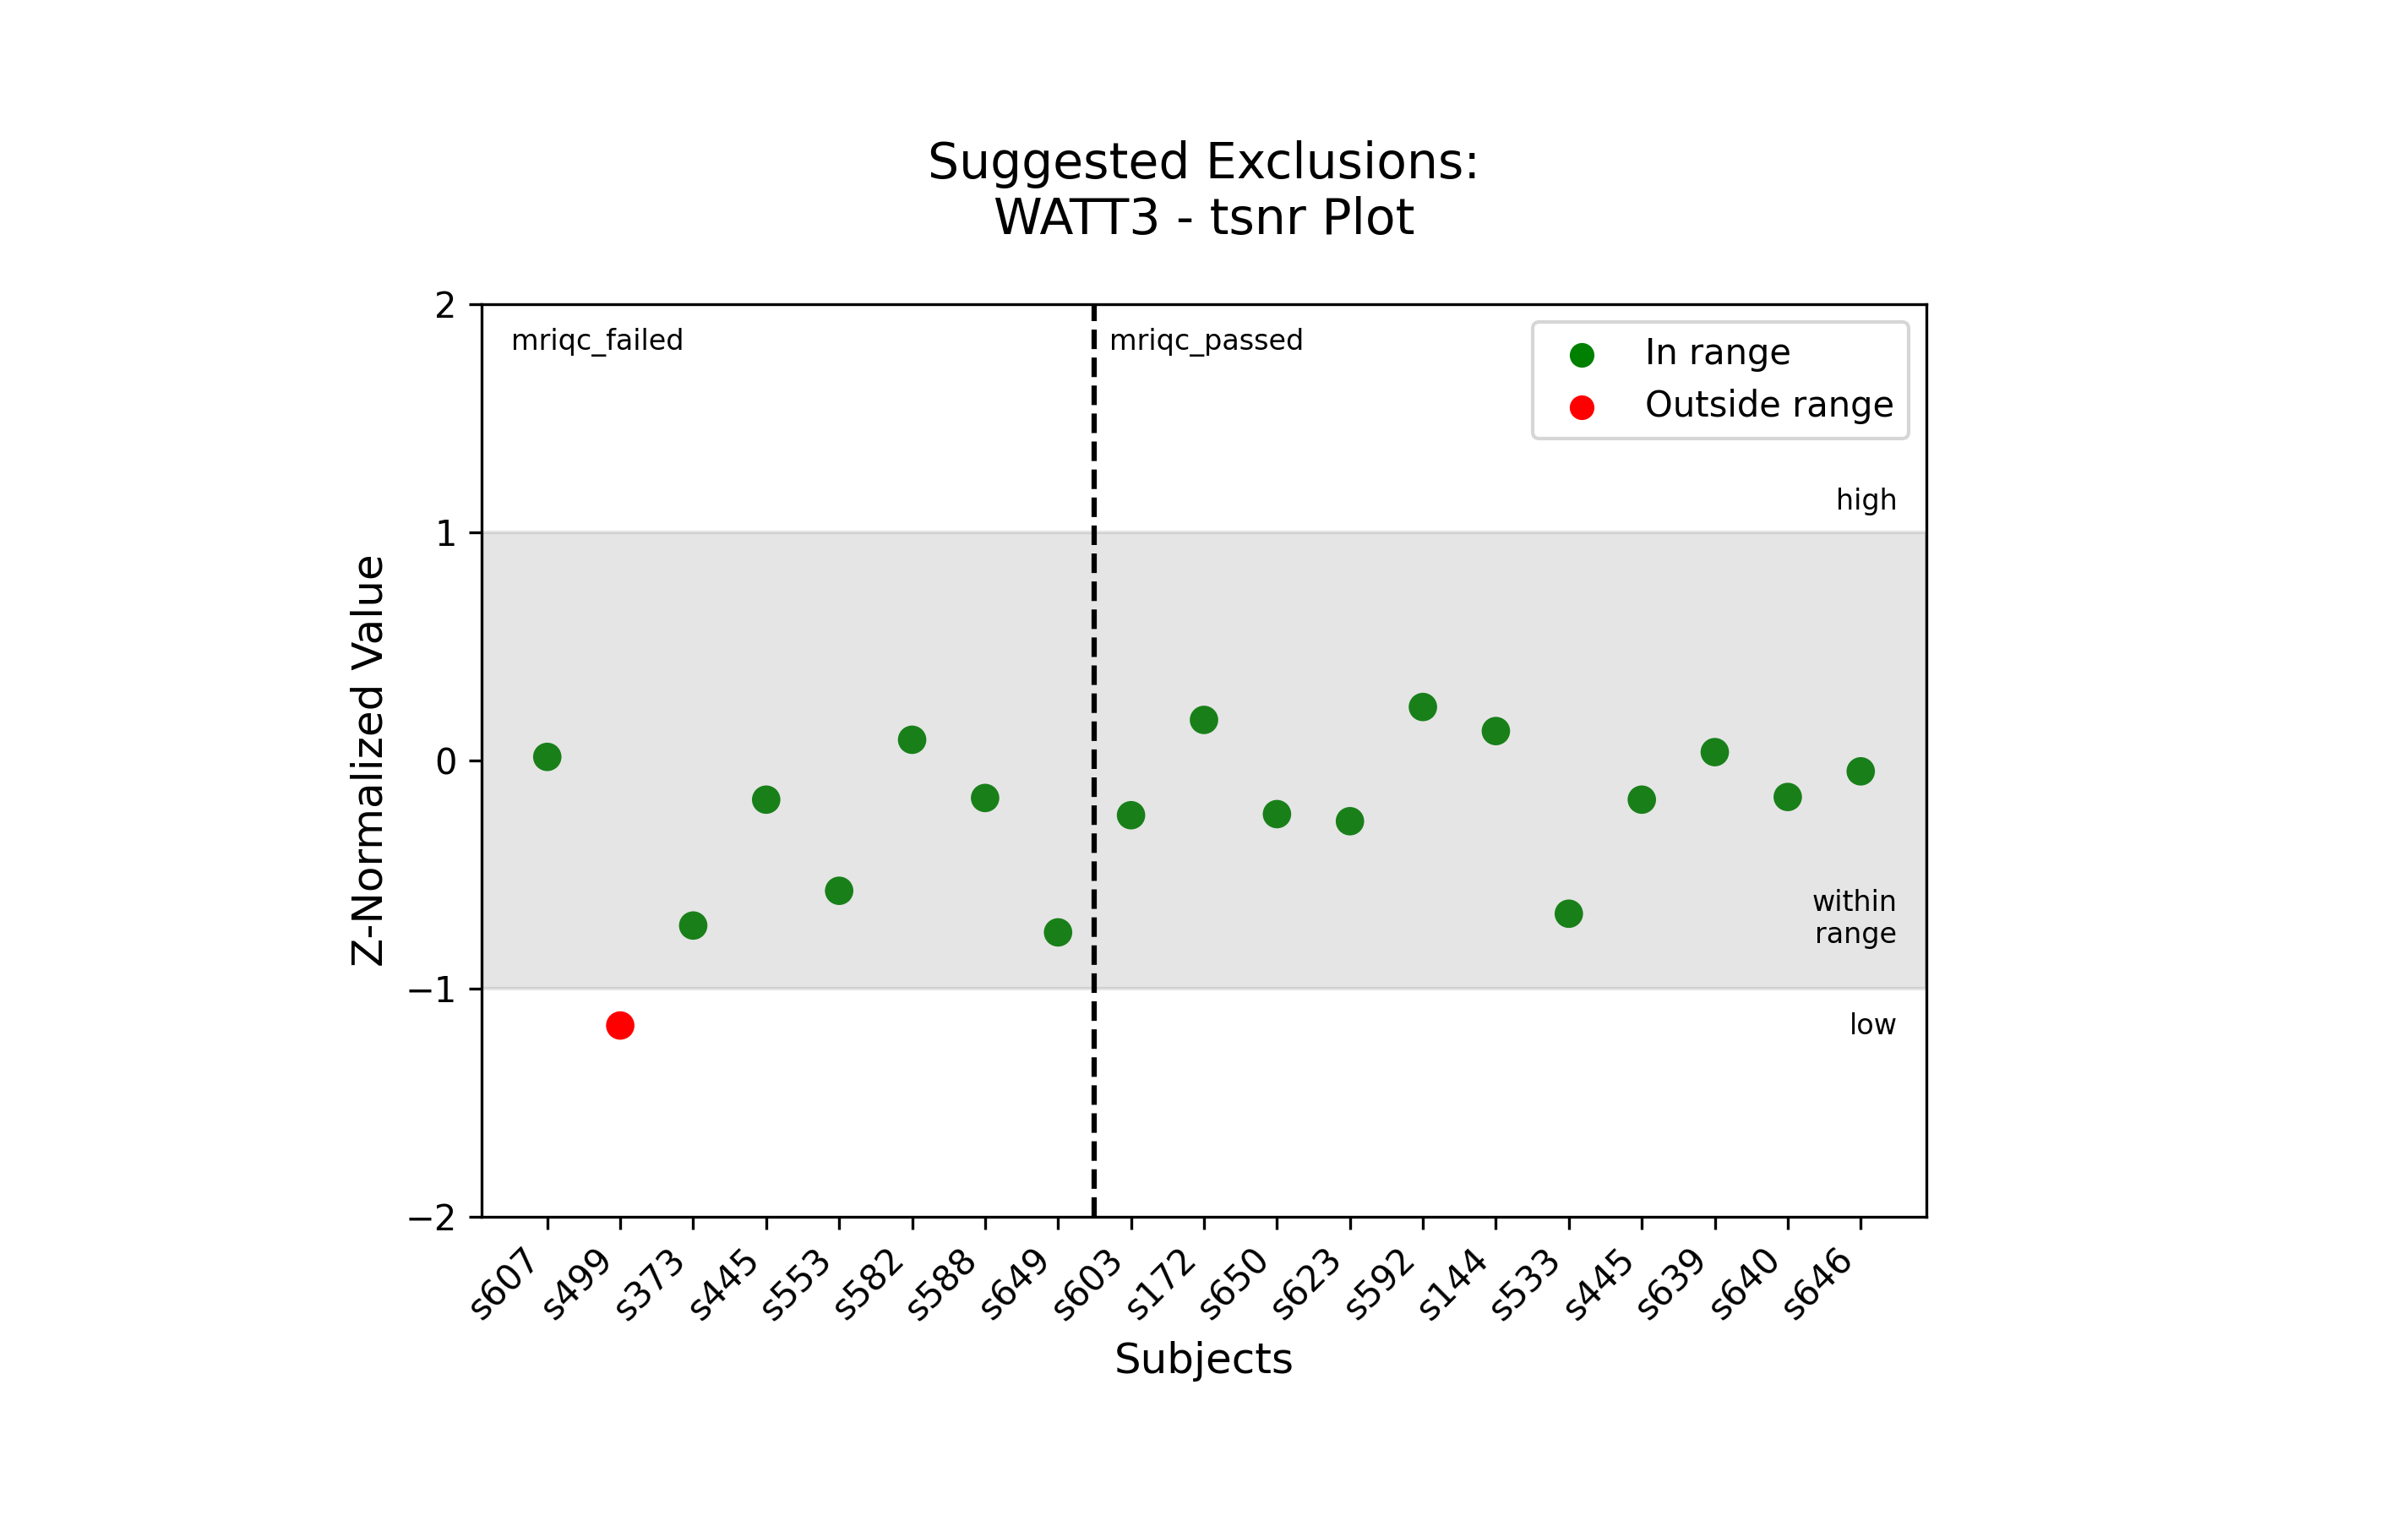 Suggested Exclusions:
WATT3 - tsnr Plot
mriqc_failed
mriqc_passed
In range
Outside range
high
within
range
low
Z-Normalized Value
2
1
0
−1
−2
s607
s499
s373
s445
s553
s582
s588
s649
s603
s172
s650
s623
s592
s144
s533
s445
s639
s640
s646
Subjects